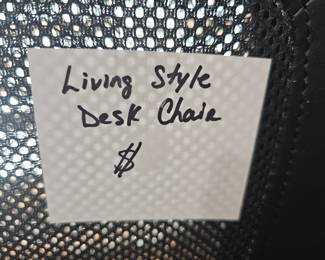 Living Style
Desk Chair
$